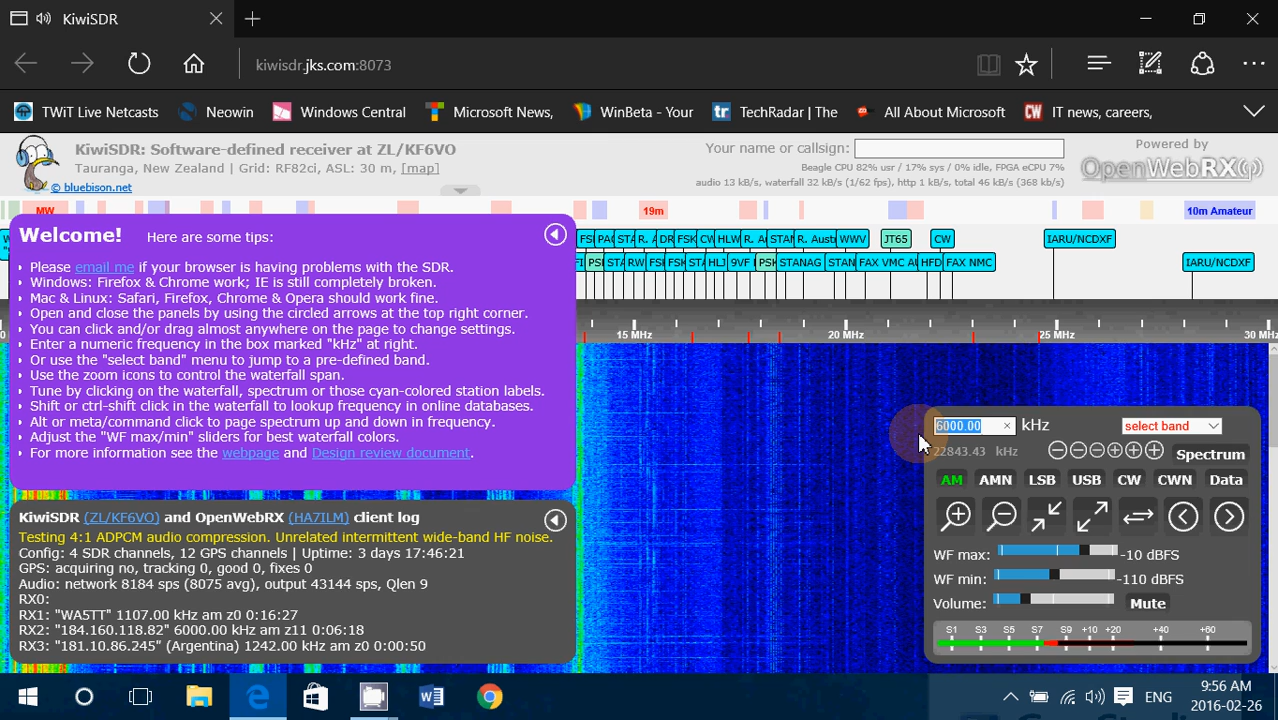 KiwiSDR
kiwisdr.jks.com:8073
TWiT Live Netcasts
Neowin
Windows Central
Microsoft News,
WinBeta - Your
TechRadar | The
All About Microsoft
CW IT news, careers,
KiwiSDR: Software-defined receiver at ZL/KF6VO
Tauranga, New Zealand | Grid: RF82ci, ASL: 30 m, [map]
© bluebison.net
Your name or callsign:
Beagle CPU 82% usr / 17% sys / 0% idle, FPGA eCPU 7%
audio 13 kB/s, waterfall 32 kB/s (1/62 fps), http 1 kB/s, total 46 kB/s (368 kb/s)
Powered by
OpenWebRX
MW
19m
10m Amateur
WWV
JT65
CW
IARU/NCDXF
STANAG
FAX VMC
HFD
FAX NMC
IARU/NCDXF
15 MHz
20 MHz
25 MHz
30 MHz
Welcome! Here are some tips:
Please email me if your browser is having problems with the SDR.
Windows: Firefox & Chrome work; IE is still completely broken.
Mac & Linux: Safari, Firefox, Chrome & Opera should work fine.
Open and close the panels by using the circled arrows at the top right corner.
You can click and/or drag almost anywhere on the page to change settings.
Enter a numeric frequency in the box marked "kHz" at right.
Or use the "select band" menu to jump to a pre-defined band.
Use the zoom icons to control the waterfall span.
Tune by clicking on the waterfall, spectrum or those cyan-colored station labels.
Shift or ctrl-shift click in the waterfall to lookup frequency in online databases.
Alt or meta/command click to page spectrum up and down in frequency.
Adjust the "WF max/min" sliders for best waterfall colors.
For more information see the webpage and Design review document.
KiwiSDR (ZL/KF6VO) and OpenWebRX (HA7ILM) client log
Testing 4:1 ADPCM audio compression. Unrelated intermittent wide-band HF noise.
Config: 4 SDR channels, 12 GPS channels | Uptime: 3 days 17:46:21
GPS: acquiring no, tracking 0, good 0, fixes 0
Audio: network 8184 sps (8075 avg), output 43144 sps, Qlen 9
RX0:
RX1: "WA5TT" 1107.00 kHz am z0 0:16:27
RX2: "184.160.118.82" 6000.00 kHz am z11 0:06:18
RX3: "181.10.86.245" (Argentina) 1242.00 kHz am z0 0:00:50
6000.00 × kHz
select band
22843.43 kHz
Spectrum
AM AMN LSB USB CW CWN Data
WF max: -10 dBFS
WF min: -110 dBFS
Volume: Mute
S1 S3 S5 S7 S9 +10 +20 +40 +60
ENG
9:56 AM
2016-02-26